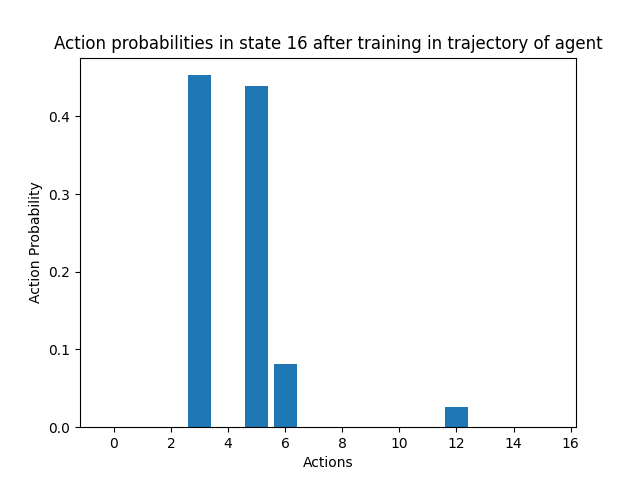 Action probabilities in state 16 after training in trajectory of agent
Action Probability
0.4
0.3
0.2
0.1
0.0
0 2 4 6 8 10 12 14 16
Actions